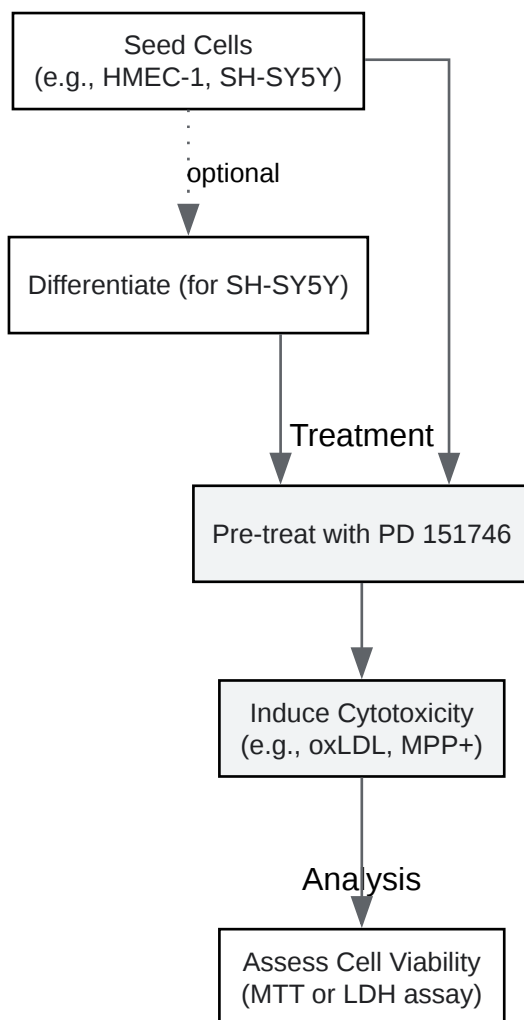 Seed Cells
(e.g., HMEC-1, SH-SY5Y)
optional
Differentiate (for SH-SY5Y)
Treatment
Pre-treat with PD 151746
Induce Cytotoxicity
(e.g., oxLDL, MPP+)
Analysis
Assess Cell Viability
(MTT or LDH assay)